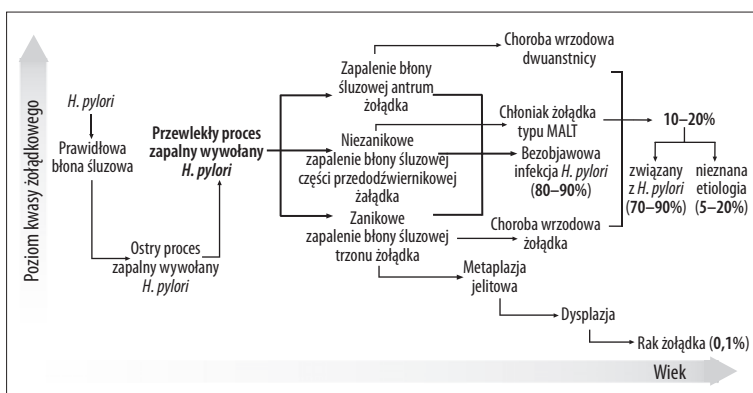 Poziom kwasy żołądkowego
H. pylori
Prawidłowa
błona śluzowa
Ostry proces
zapalny wywołany
H. pylori
Przewlekły proces
zapalny wywołany
H. pylori
Zapalenie błony
śluzowej antrum
żołądka
Niezanikowe
zapalenie błony śluzowej
części przedodźwiernikowej
żałądka
Zanikowe
zapalenie błony śluzowej
trzonu żołądka
Choroba wrzodowa
dwuanstnicy
Chłoniak żołądka
typu MALT
Bezobjawowa
infekcja H. pylori
(80–90%)
Choroba wrzodowa
żołądka
Metaplazja
jelitowa
Dysplazja
Rak żołądka (0,1%)
10–20%
związany
z H. pylori
(70–90%)
nieznana
etiologia
(5–20%)
Wiek